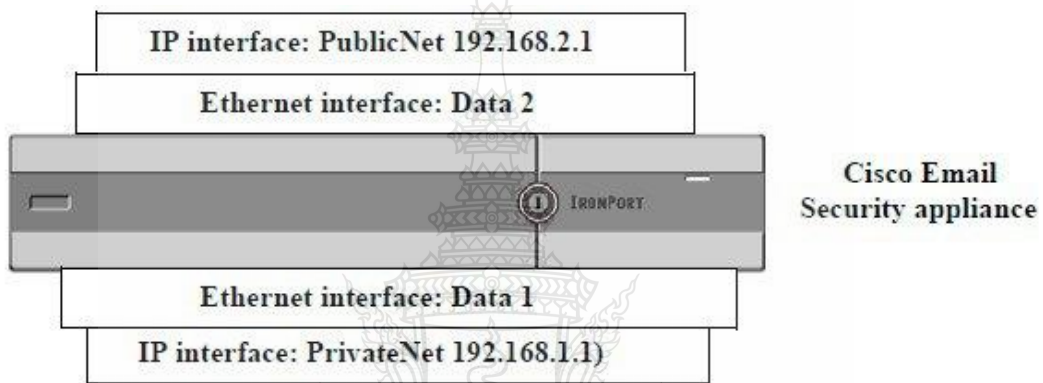 IP interface: PublicNet 192.168.2.1
Ethernet interface: Data 2
IRONPORT
Cisco Email
Security appliance
Ethernet interface: Data 1
IP interface: PrivateNet 192.168.1.1)